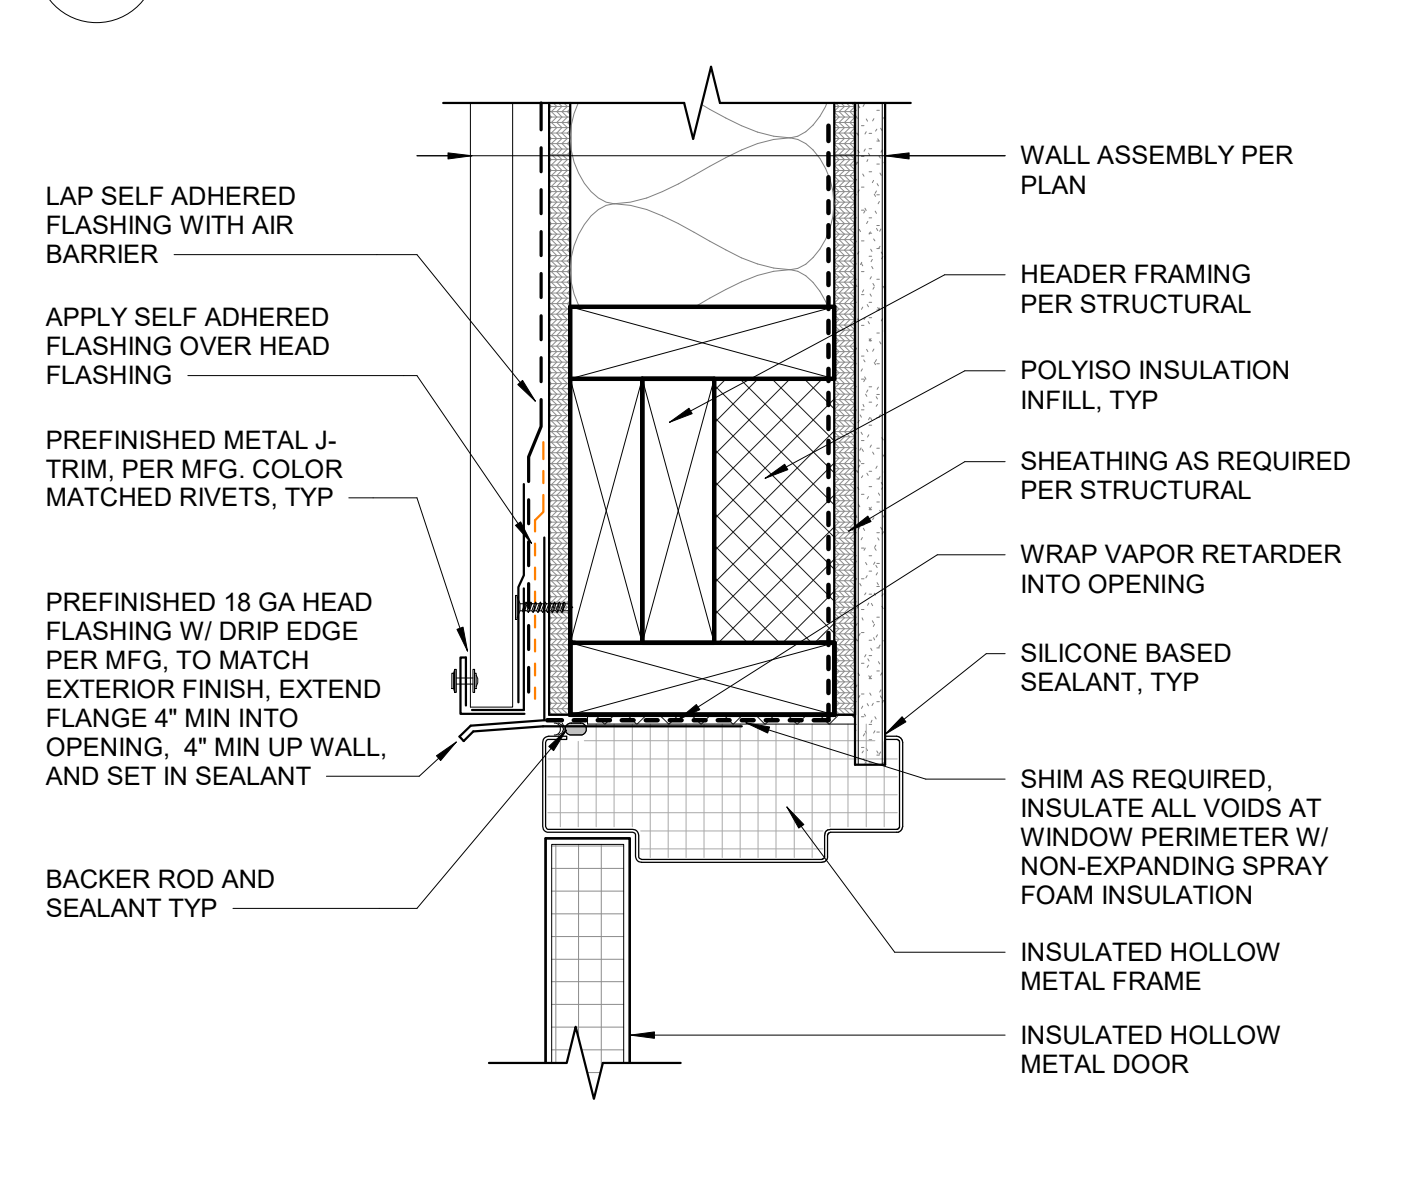 LAP SELF ADHERED
FLASHING WITH AIR
BARRIER
APPLY SELF ADHERED
FLASHING OVER HEAD
FLASHING
PREFINISHED METAL J-
TRIM, PER MFG. COLOR
MATCHED RIVETS, TYP
PREFINISHED 18 GA HEAD
FLASHING W/ DRIP EDGE
PER MFG, TO MATCH
EXTERIOR FINISH, EXTEND
FLANGE 4" MIN INTO
OPENING,  4" MIN UP WALL,
AND SET IN SEALANT
BACKER ROD AND
SEALANT TYP
WALL ASSEMBLY PER
PLAN
HEADER FRAMING
PER STRUCTURAL
POLYISO INSULATION
INFILL, TYP
SHEATHING AS REQUIRED
PER STRUCTURAL
WRAP VAPOR RETARDER
INTO OPENING
SILICONE BASED
SEALANT, TYP
SHIM AS REQUIRED,
INSULATE ALL VOIDS AT
WINDOW PERIMETER W/
NON-EXPANDING SPRAY
FOAM INSULATION
INSULATED HOLLOW
METAL FRAME
INSULATED HOLLOW
METAL DOOR